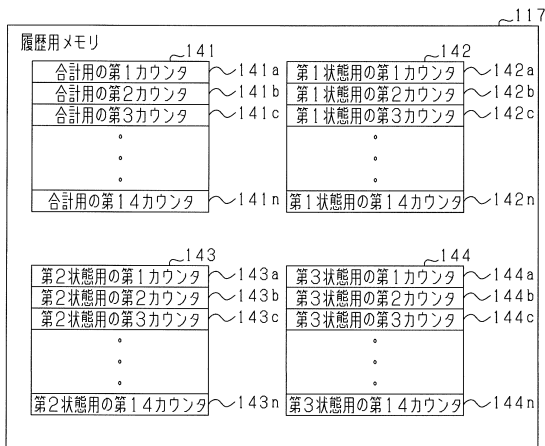 117
履歴用メモリ
141
合計用の第1カウンタ 141a
合計用の第2カウンタ 141b
合計用の第3カウンタ 141c
合計用の第14カウンタ 141n
142
第1状態用の第1カウンタ 142a
第1状態用の第2カウンタ 142b
第1状態用の第3カウンタ 142c
第1状態用の第14カウンタ 142n
143
第2状態用の第1カウンタ 143a
第2状態用の第2カウンタ 143b
第2状態用の第3カウンタ 143c
第2状態用の第14カウンタ 143n
144
第3状態用の第1カウンタ 144a
第3状態用の第2カウンタ 144b
第3状態用の第3カウンタ 144c
第3状態用の第14カウンタ 144n